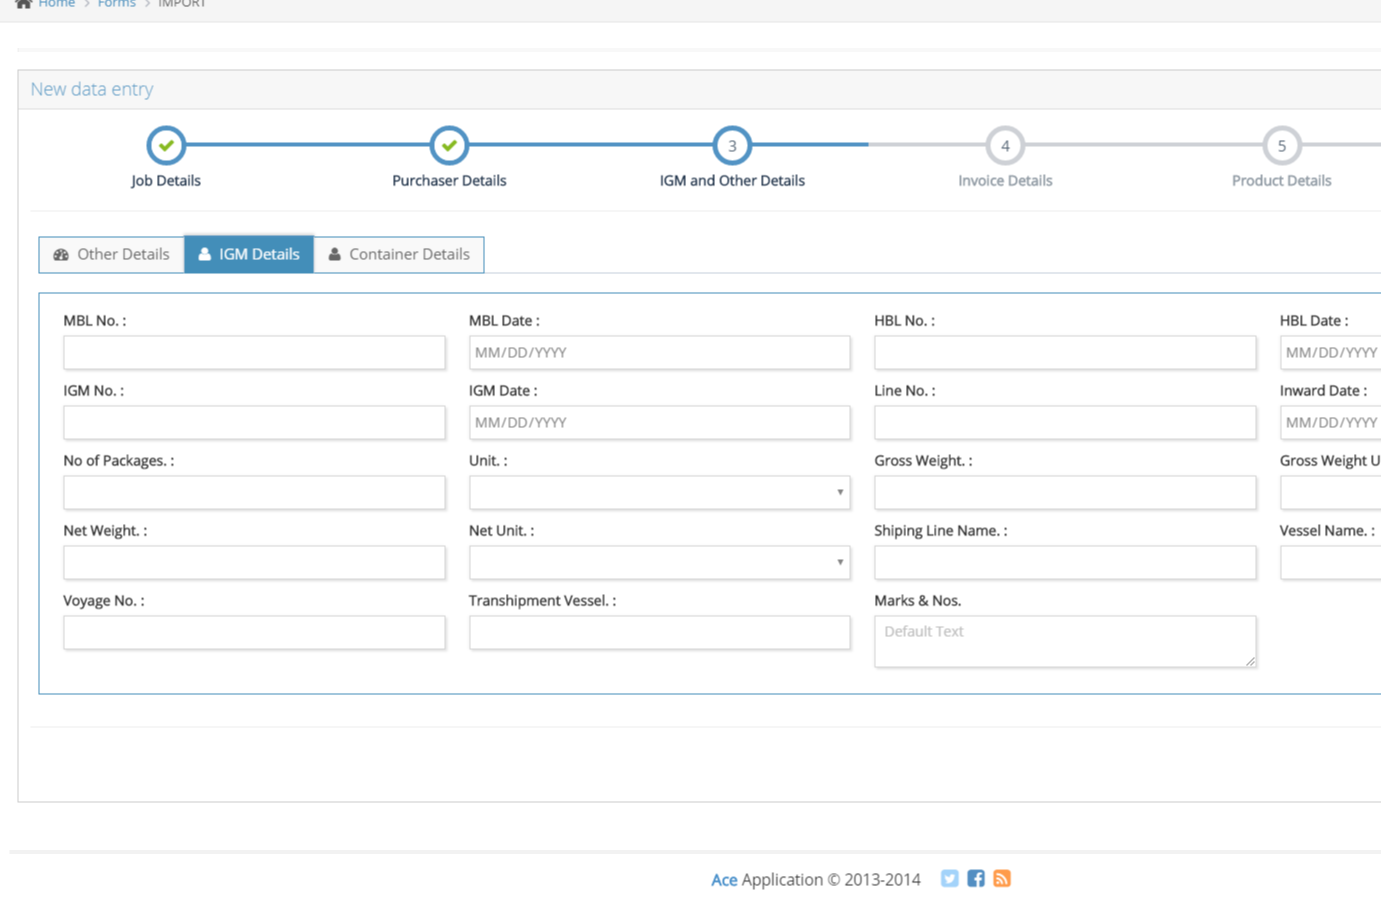 Home > Forms > IMPORT
New data entry
3 4 5
Job Details Purchaser Details IGM and Other Details Invoice Details Product Details
Other Details IGM Details Container Details
MBL No. : MBL Date : HBL No. : HBL Date :
MM/DD/YYYY MM/DD/YYYY
IGM No. : IGM Date : Line No. : Inward Date :
MM/DD/YYYY MM/DD/YYYY
No of Packages. : Unit. : Gross Weight. : Gross Weight U
Net Weight. : Net Unit. : Shiping Line Name. : Vessel Name. :
Voyage No. : Transhipment Vessel. : Marks & Nos.
Default Text
Ace Application © 2013-2014